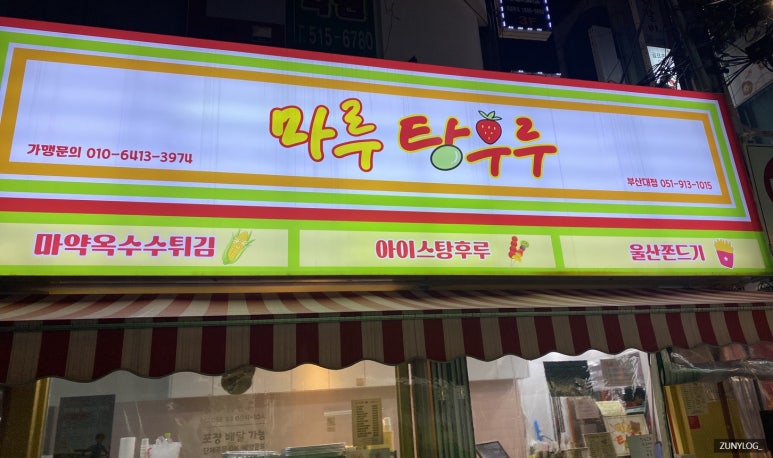 515-6780
마루 탕후루
가맹문의 010-6413-3974
부산대점 051-913-1015
마약옥수수튀김
아이스탕후루
울산쫀드기
포장 배달 가능
ZUNYLOG_